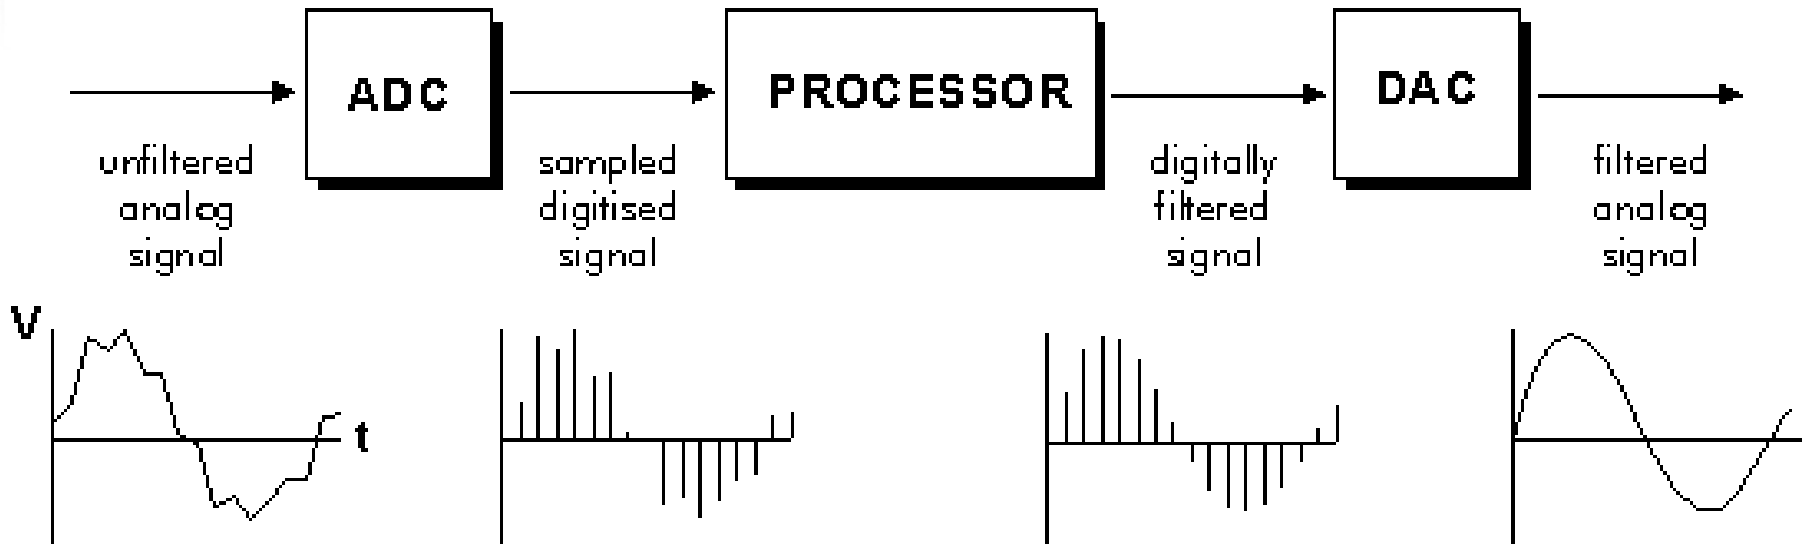 ADC
PROCESSOR
DAC
unfiltered
analog
signal
sampled
digitised
signal
digitally
filtered
signal
filtered
analog
signal
V
t